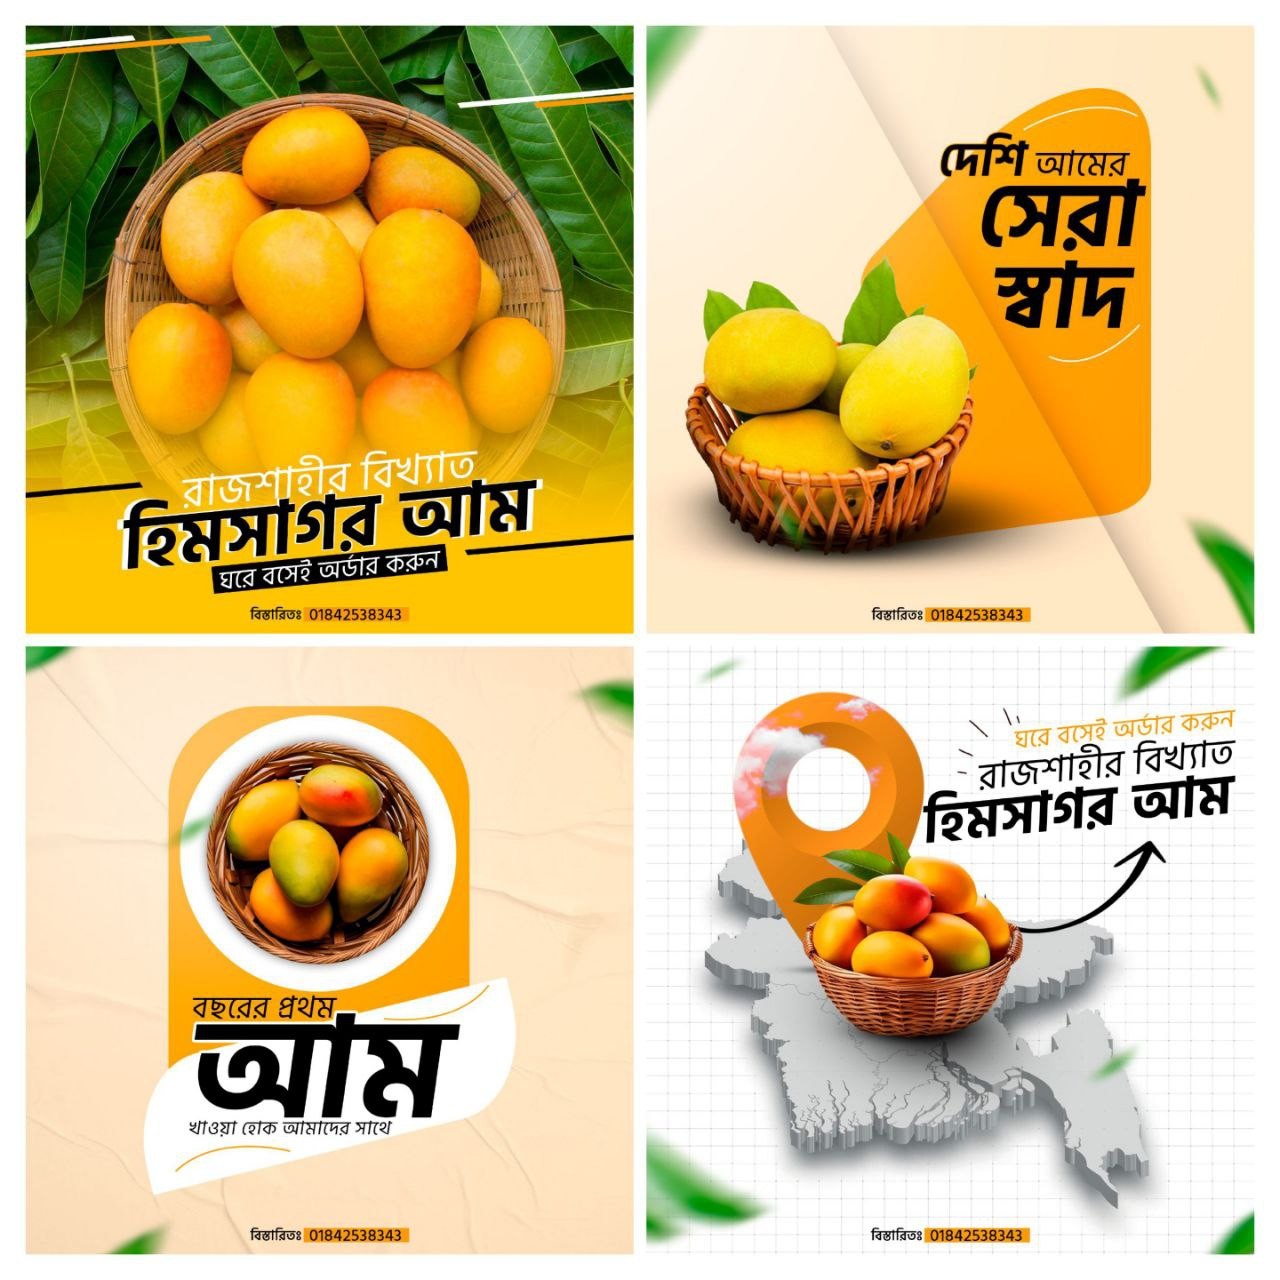 রাজশাহীর বিখ্যাত
হিমসাগর আম
ঘরে বসেই অর্ডার করুন
বিস্তারিতঃ 01842538343
দেশি আমের
সেরা
স্বাদ
বিস্তারিতঃ 01842538343
বছরের প্রথম
আম
খাওয়া হোক আমাদের সাথে
বিস্তারিতঃ 01842538343
ঘরে বসেই অর্ডার করুন
রাজশাহীর বিখ্যাত
হিমসাগর আম
বিস্তারিতঃ 01842538343